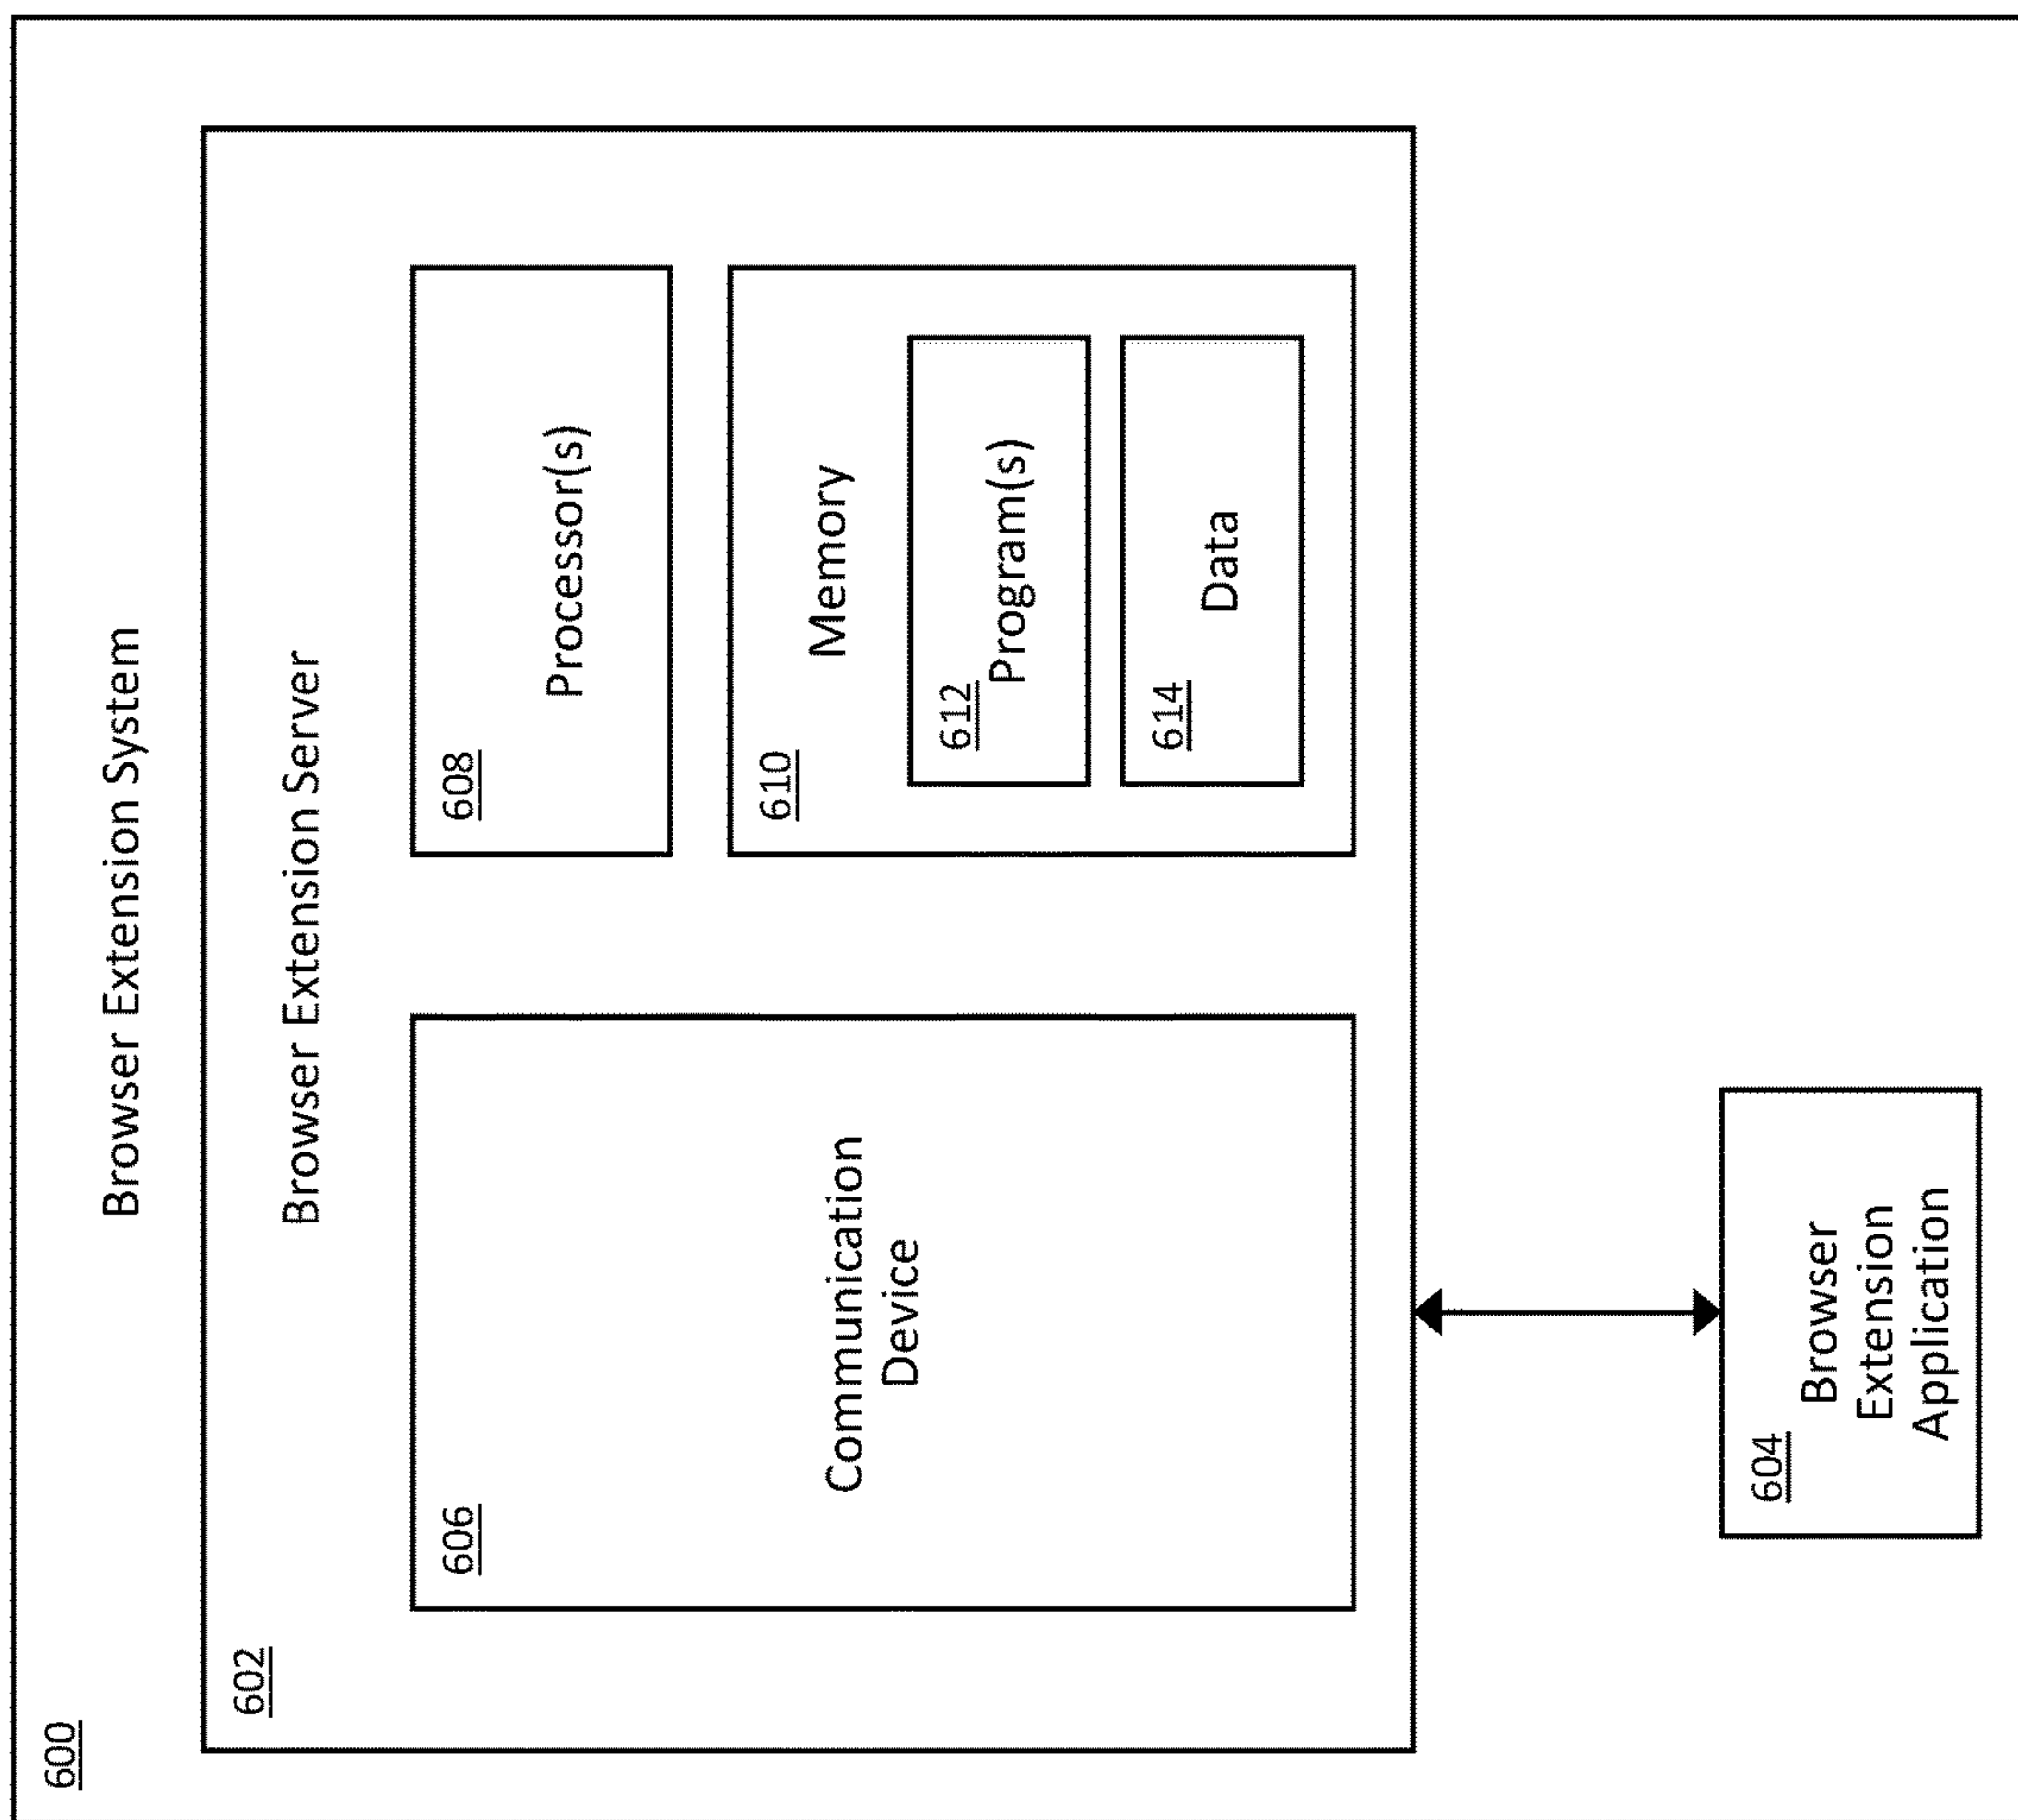 600
Browser Extension System
602
Browser Extension Server
606
Communication
Device
608
Processor(s)
610
Memory
612
Program(s)
614
Data
604
Browser
Extension
Application